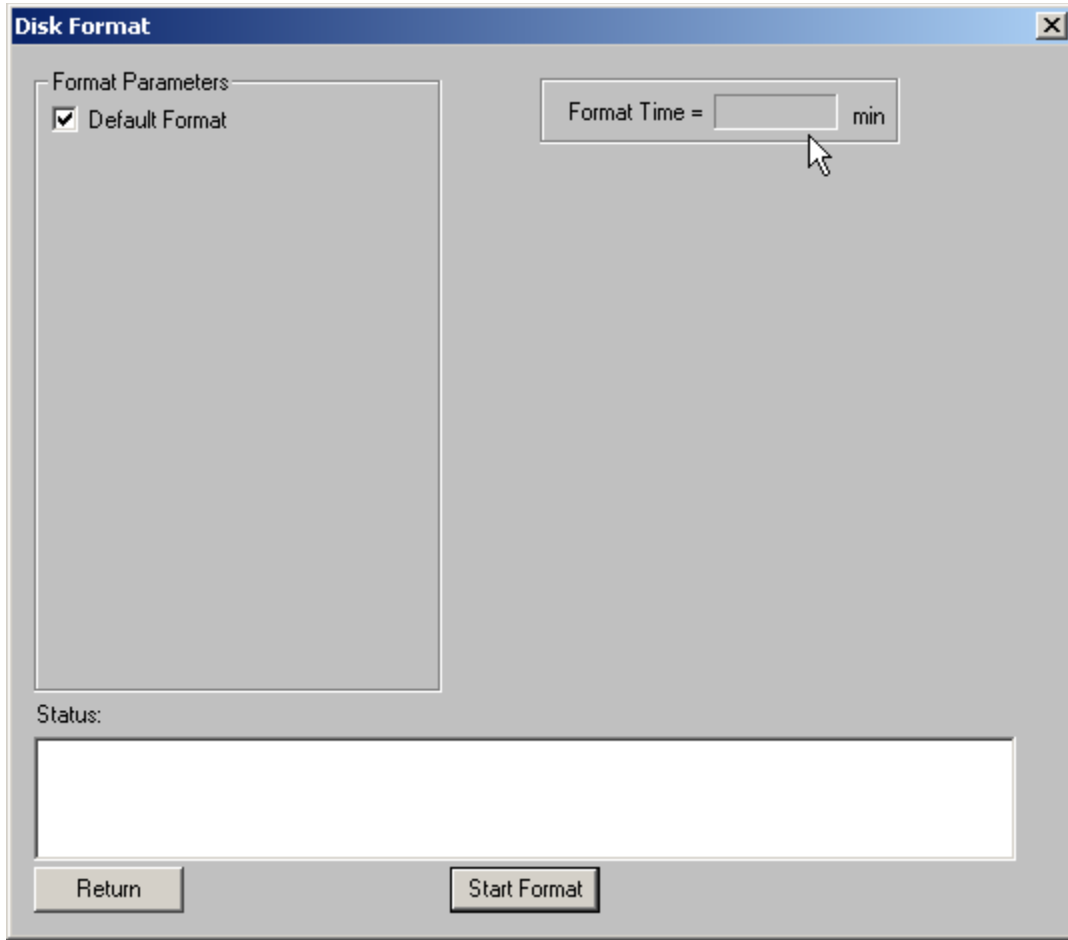 Disk Format
Format Parameters
Default Format
Format Time = min
Status:
Return
Start Format